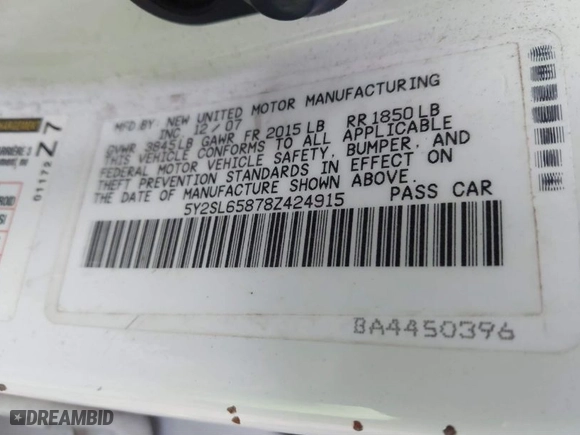 MFD.BY: NEW UNITED MOTOR MANUFACTURING
INC 12/07
GVWR 3845LB GAWR FR 2015 LB RR 1850 LB
THIS VEHICLE CONFORMS TO ALL APPLICABLE
FEDERAL MOTOR VEHICLE SAFETY, BUMPER, AND
THEFT PREVENTION STANDARDS IN EFFECT ON
THE DATE OF MANUFACTURE SHOWN ABOVE.
5Y2SL65878Z424915 PASS CAR
BA4450396
01172
Z7
DREAMBID